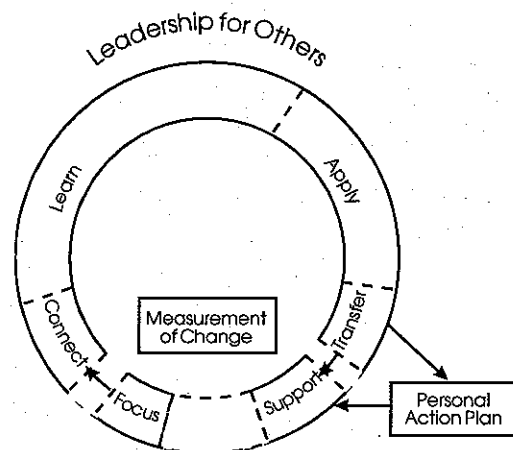 Leadership for Others
Learn
Apply
Connect
Transfer
Measurement
of Change
Focus
Support
Personal
Action Plan